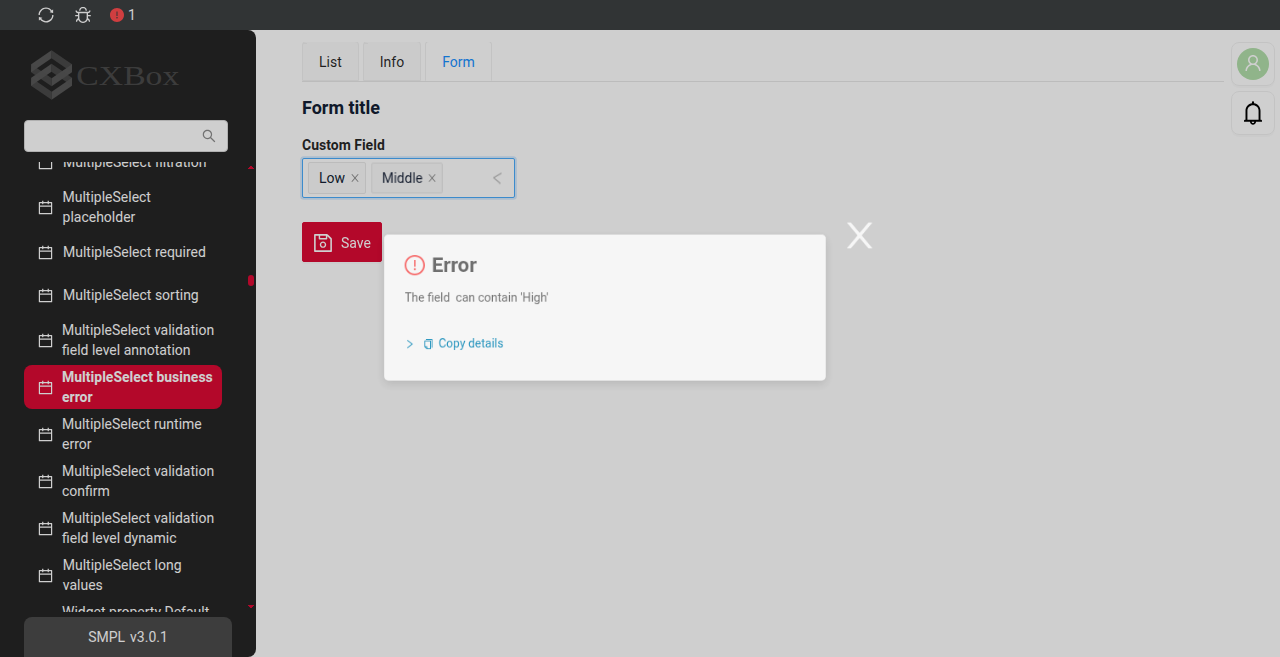 1
CXBox
MultipleSelect filtration
MultipleSelect
placeholder
MultipleSelect required
MultipleSelect sorting
MultipleSelect validation
field level annotation
MultipleSelect business
error
MultipleSelect runtime
error
MultipleSelect validation
confirm
MultipleSelect validation
field level dynamic
MultipleSelect long
values
Widget property Default
SMPL v3.0.1
List Info Form
Form title
Custom Field
Low Middle
Save
Error
The field  can contain 'High'
Copy details